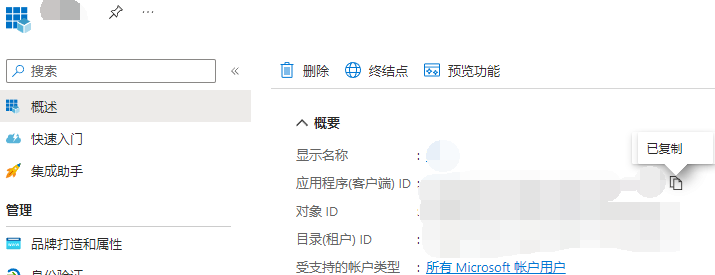 搜索
删除
终结点
预览功能
概述
快速入门
集成助手
管理
品牌打造和属性
身份验证
概要
显示名称 :
已复制
应用程序(客户端) ID :
对象 ID :
目录(租户) ID :
受支持的帐户类型 : 所有 Microsoft 帐户用户